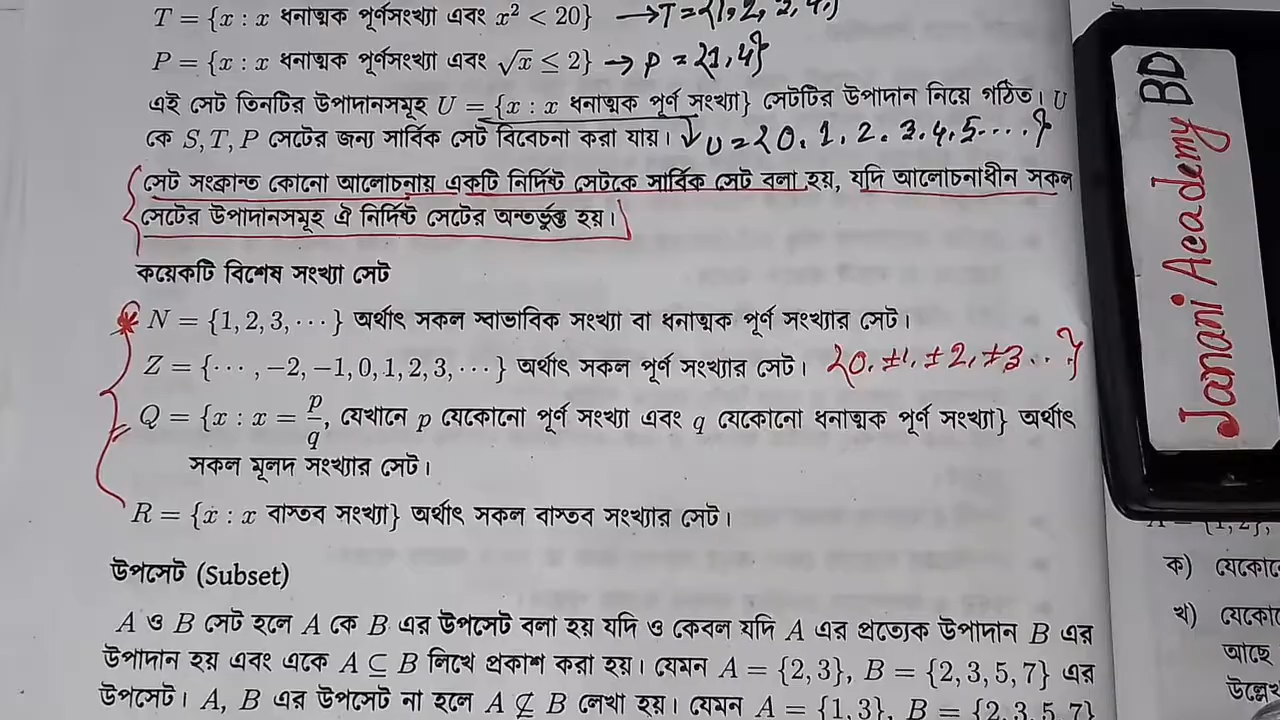 T = {x : x ধনাত্মক পূর্ণসংখ্যা এবং x² < 20} →T = {1, 2, 3, 4.}
P = {x : x ধনাত্মক পূর্ণসংখ্যা এবং √x ≤ 2} → P = {1, 4}
এই সেট তিনটির উপাদানসমূহ U = {x : x ধনাত্মক পূর্ণ সংখ্যা} সেটটির উপাদান নিয়ে গঠিত। U
কে S, T, P সেটের জন্য সার্বিক সেট বিবেচনা করা যায়। ↓ U = {0. 1. 2. 3. 4. 5. . . . .}
সেট সংক্রান্ত কোনো আলোচনায় একটি নির্দিষ্ট সেটকে সার্বিক সেট বলা হয়, যদি আলোচনাধীন সকল
সেটের উপাদানসমূহ ঐ নির্দিষ্ট সেটের অন্তর্ভুক্ত হয়।
কয়েকটি বিশেষ সংখ্যা সেট
N = {1, 2, 3, ···} অর্থাৎ সকল স্বাভাবিক সংখ্যা বা ধনাত্মক পূর্ণ সংখ্যার সেট।
Z = {··· , −2, −1, 0, 1, 2, 3, ···} অর্থাৎ সকল পূর্ণ সংখ্যার সেট। {0. ±1. ±2, ±3 . . .}
Q = {x : x = p/q, যেখানে p যেকোনো পূর্ণ সংখ্যা এবং q যেকোনো ধনাত্মক পূর্ণ সংখ্যা} অর্থাৎ
সকল মূলদ সংখ্যার সেট।
R = {x : x বাস্তব সংখ্যা} অর্থাৎ সকল বাস্তব সংখ্যার সেট।
উপসেট (Subset)
A ও B সেট হলে A কে B এর উপসেট বলা হয় যদি ও কেবল যদি A এর প্রত্যেক উপাদান B এর
উপাদান হয় এবং একে A ⊆ B লিখে প্রকাশ করা হয়। যেমন A = {2, 3}, B = {2, 3, 5, 7} এর
উপসেট। A, B এর উপসেট না হলে A ⊈ B লেখা হয়। যেমন A = {1, 3}, B = {2, 3, 5, 7}
Janani Academy BD
A = {1, 2},
ক)
খ)
আছে